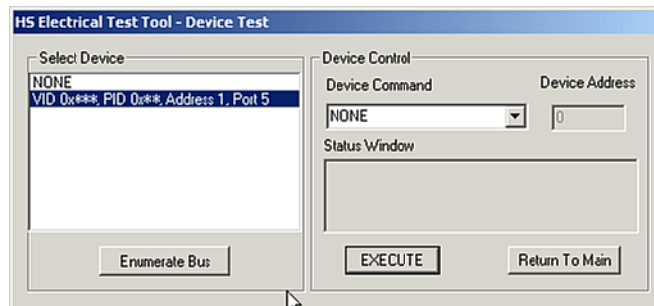 HS Electrical Test Tool - Device Test
Select Device
NONE
VID 0x***, PID 0x**, Address 1, Port 5
Enumerate Bus
Device Control
Device Command
Device Address
NONE
0
Status Window
EXECUTE
Return To Main